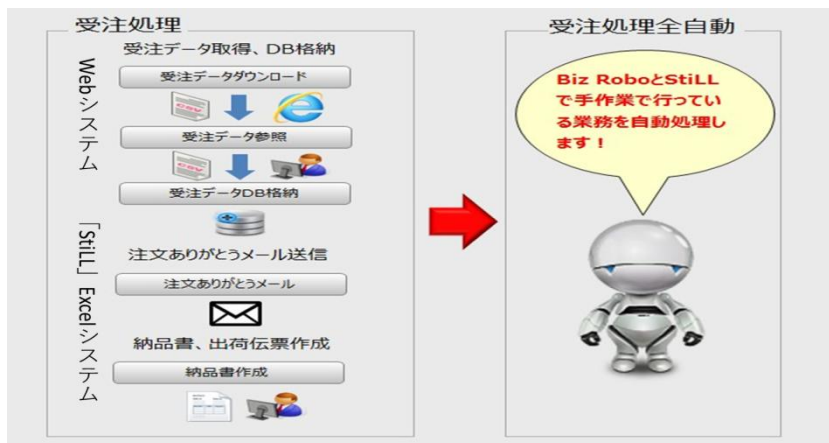 受注処理
受注データ取得、DB格納
受注データダウンロード
CSV
受注データ参照
CSV
受注データDB格納
注文ありがとうメール送信
注文ありがとうメール
納品書、出荷伝票作成
納品書作成
Webシステム
「StiLL」Excelシステム
受注処理全自動
Biz RoboとStiLL
で手作業で行ってい
る業務を自動処理し
ます！